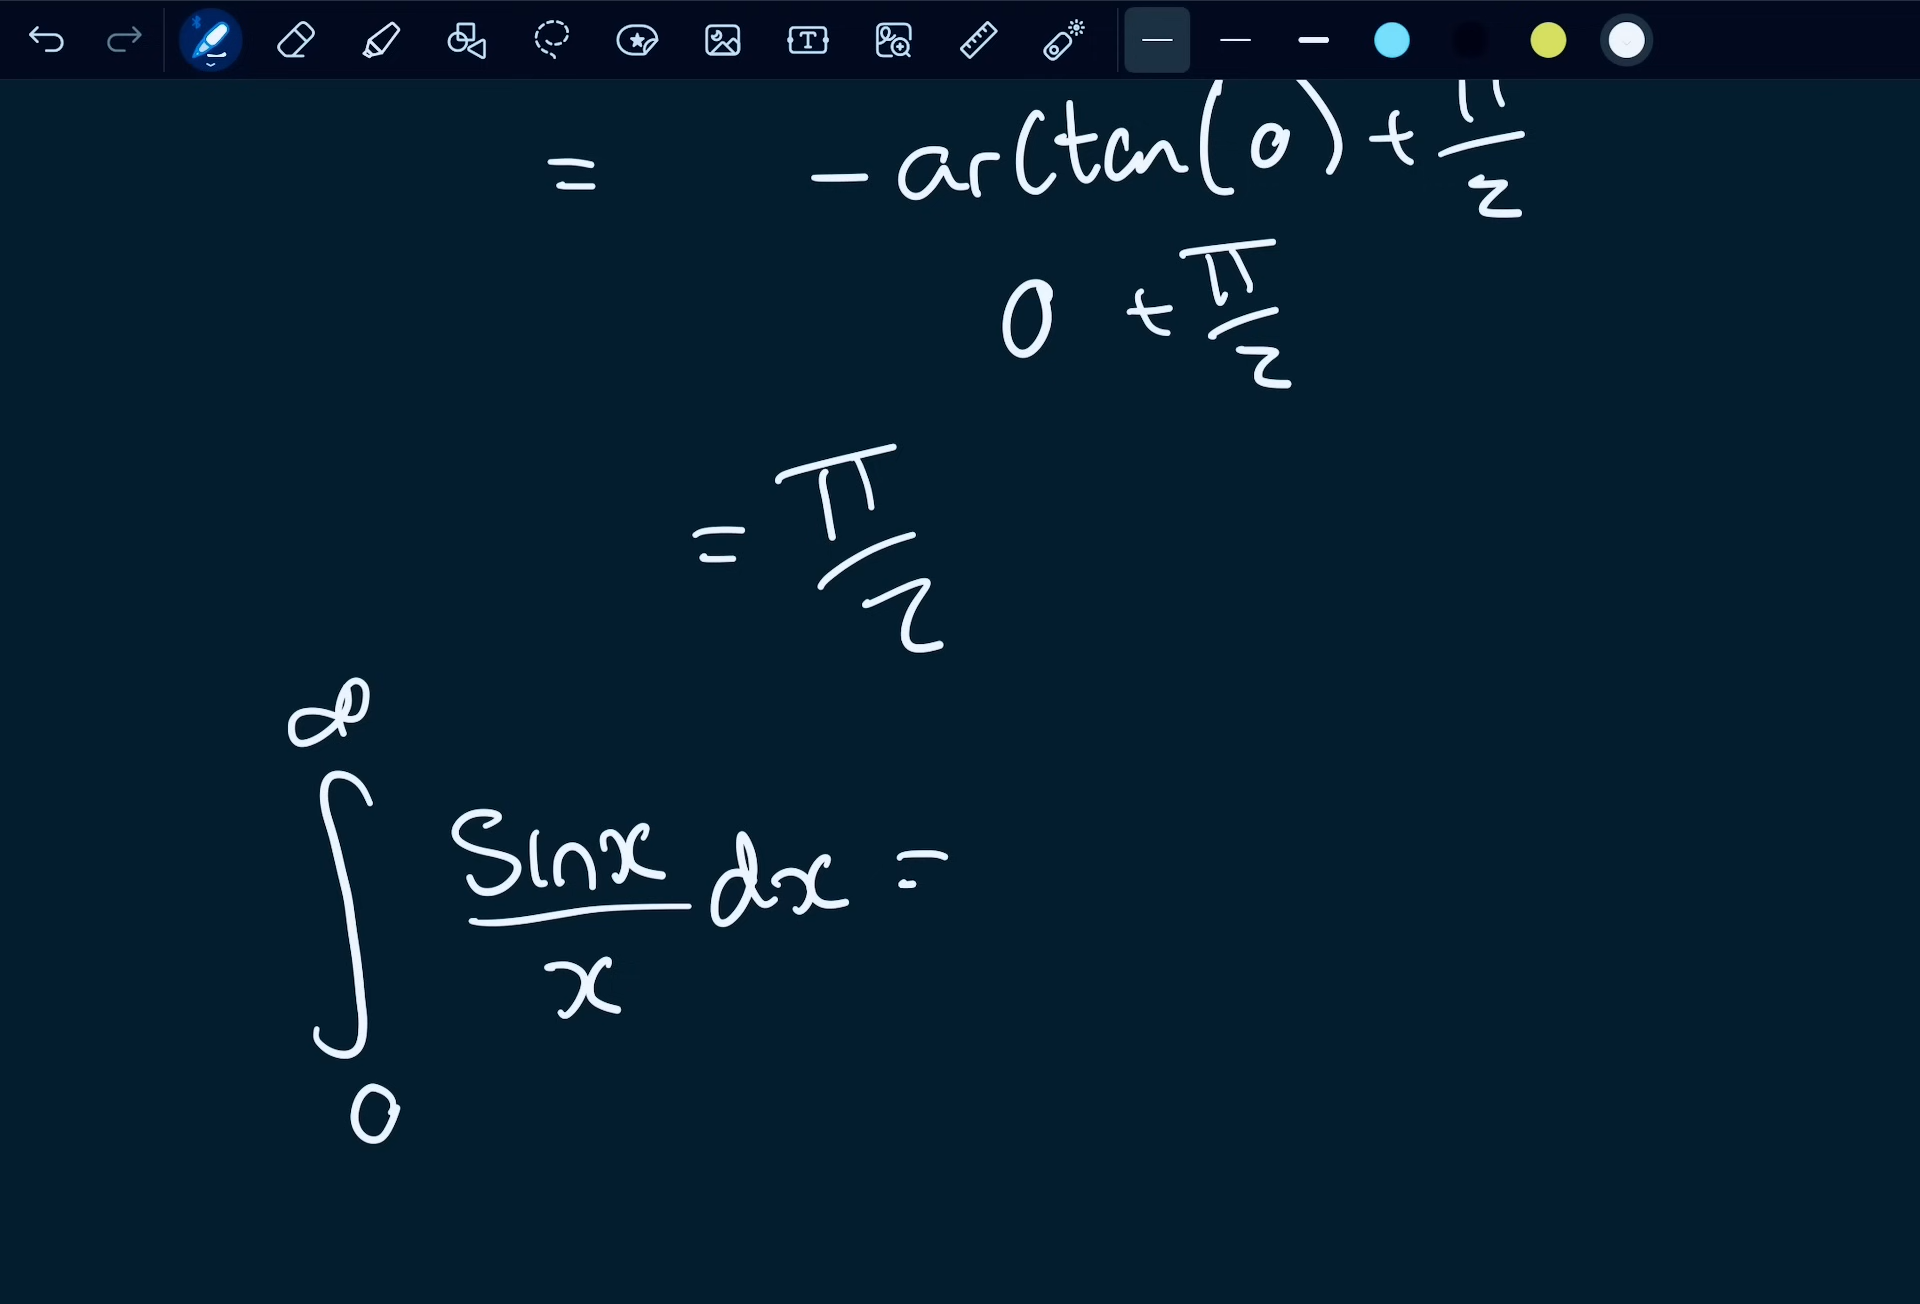 = - arctan(0) + π/2
0 + π/2
= π/2
∫₀^∞ sinx/x dx =